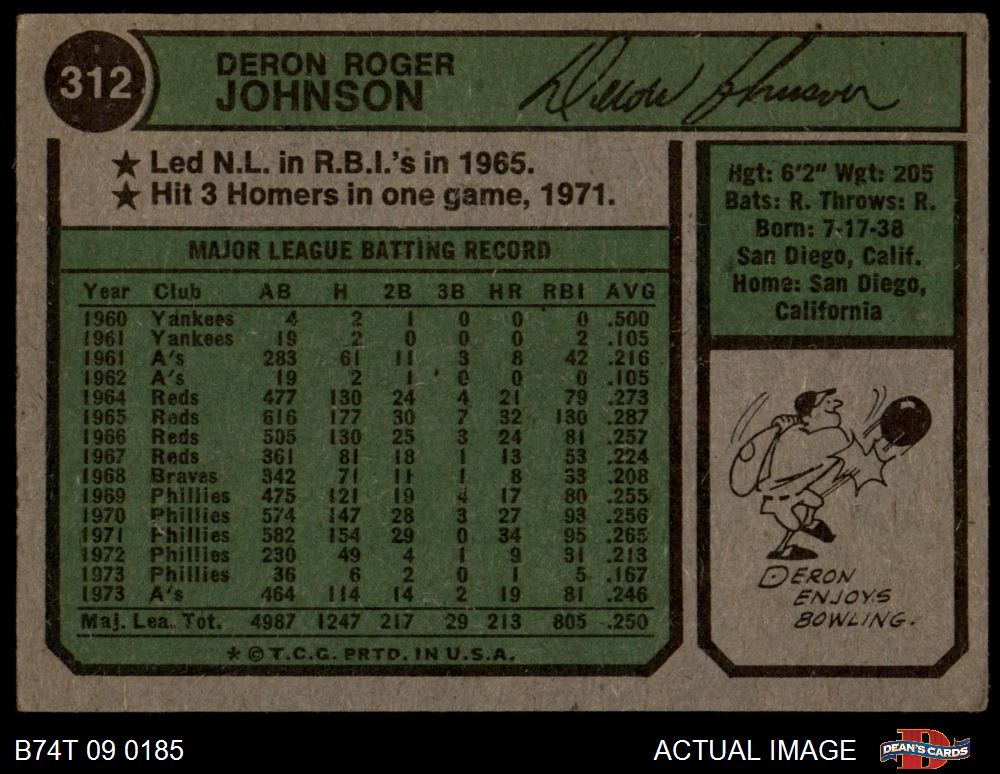 312
DERON ROGER
JOHNSON
Deron Johnson
★ Led N.L. in R.B.I.'s in 1965.
★ Hit 3 Homers in one game, 1971.
MAJOR LEAGUE BATTING RECORD
Year Club AB H 2B 3B HR RBI AVG
1960 Yankees 4 2 1 0 0 0 .500
1961 Yankees 19 2 0 0 0 2 .105
1961 A's 283 61 11 3 8 42 .216
1962 A's 19 2 1 0 0 0 .105
1964 Reds 477 130 24 4 21 79 .273
1965 Reds 616 177 30 7 32 130 .287
1966 Reds 505 130 25 3 24 81 .257
1967 Reds 361 81 18 1 13 53 .224
1968 Braves 342 71 11 1 8 33 .208
1969 Phillies 475 121 19 4 17 80 .255
1970 Phillies 574 147 28 3 27 93 .256
1971 Phillies 582 154 29 0 34 95 .265
1972 Phillies 230 49 4 1 9 31 .213
1973 Phillies 36 6 2 0 1 5 .167
1973 A's 464 114 14 2 19 81 .246
Maj. Lea. Tot. 4987 1247 217 29 213 805 .250
* © T.C.G. PRTD. IN U.S.A.
Hgt: 6'2" Wgt: 205
Bats: R. Throws: R.
Born: 7-17-38
San Diego, Calif.
Home: San Diego,
California
DERON
ENJOYS
BOWLING.
B74T 09 0185
ACTUAL IMAGE
DEAN'S CARDS